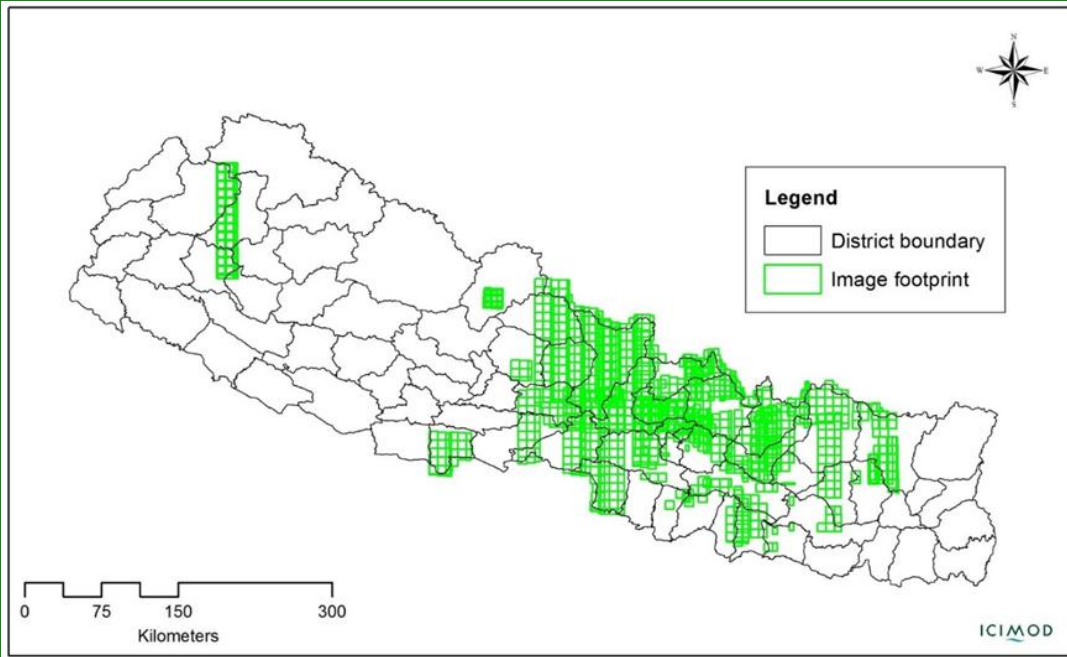 N
W E
S
Legend
District boundary
Image footprint
0 75 150 300
Kilometers
ICIMOD